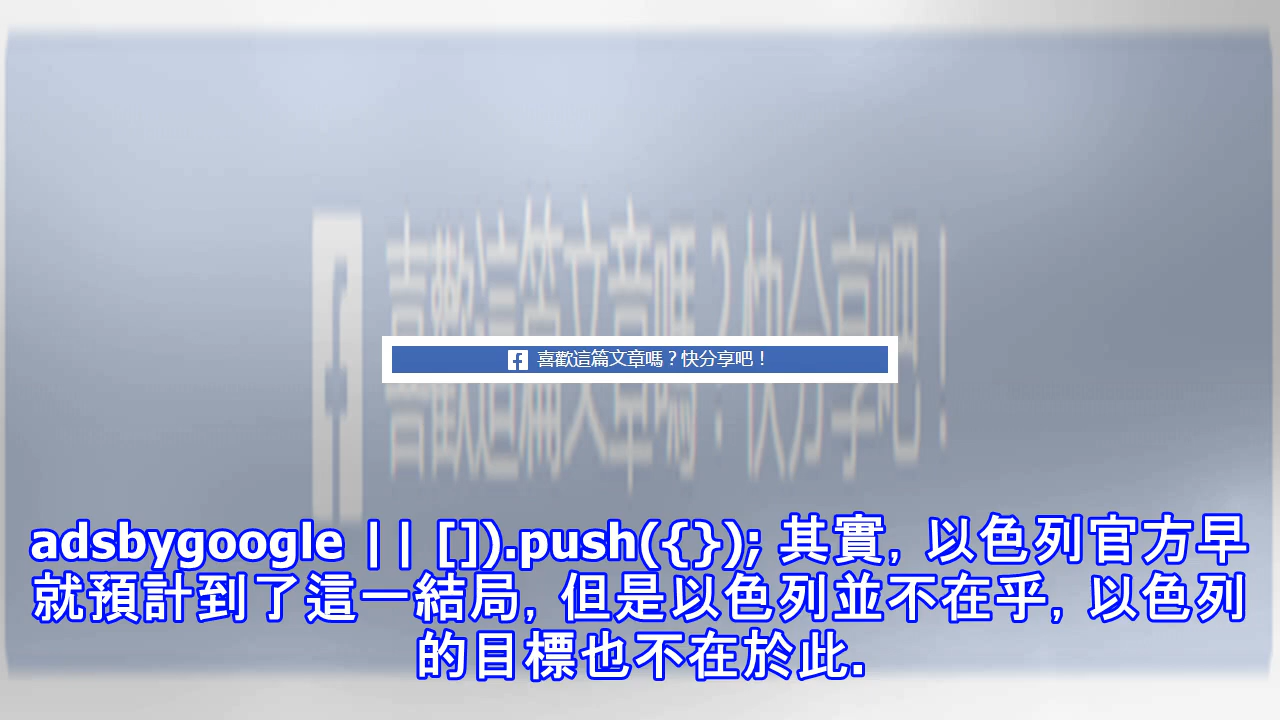 喜歡這篇文章嗎？快分享吧！
喜歡這篇文章嗎？快分享吧！
adsbygoogle || []).push({}); 其實, 以色列官方早
就預計到了這一結局, 但是以色列並不在乎, 以色列
的目標也不在於此.